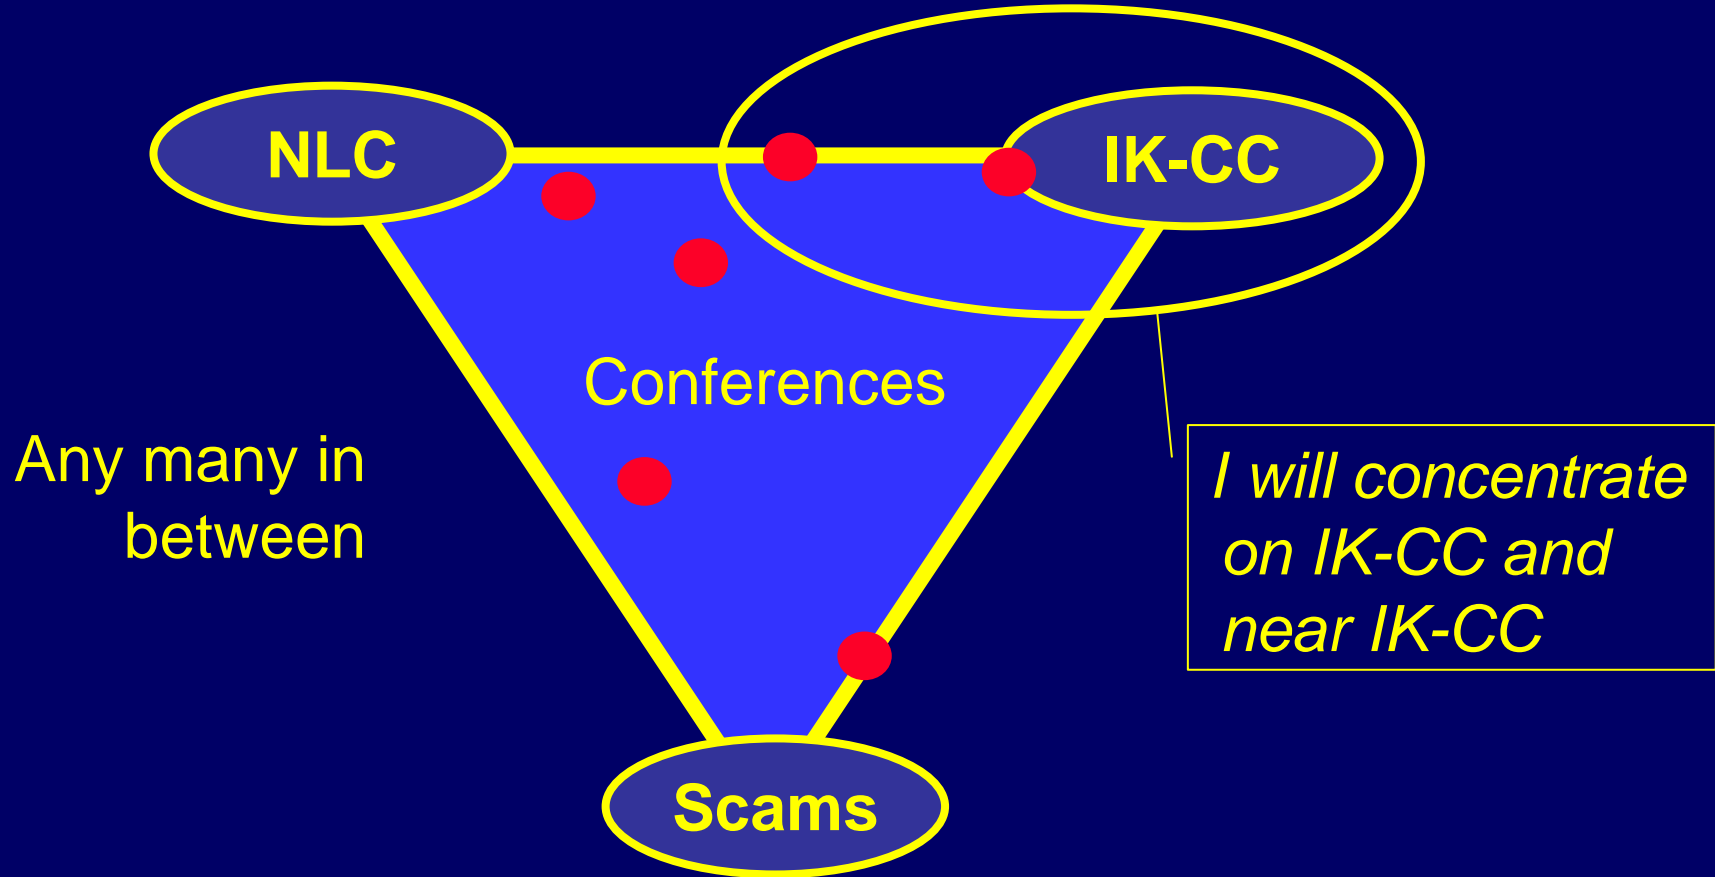 NLC
IK-CC
Conferences
Any many in
between
I will concentrate
on IK-CC and
near IK-CC
Scams